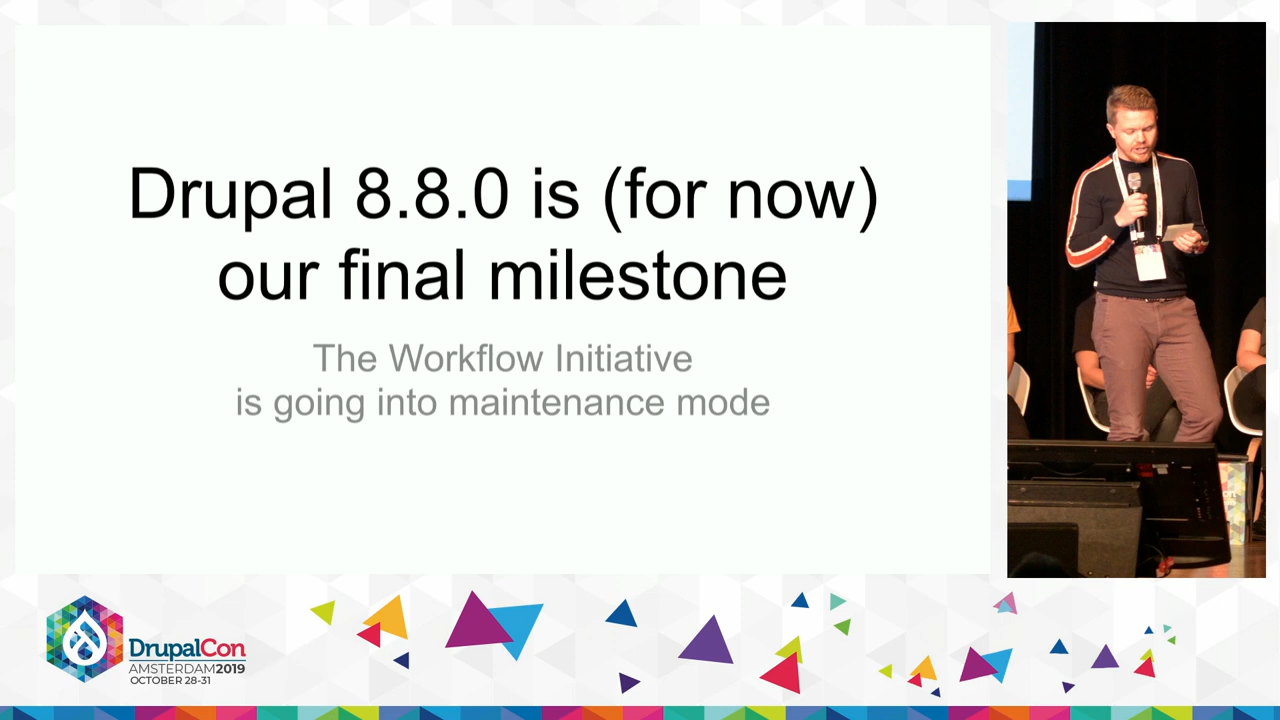 Drupal 8.8.0 is (for now)
our final milestone
The Workflow Initiative
is going into maintenance mode
DrupalCon
AMSTERDAM2019
OCTOBER 28-31